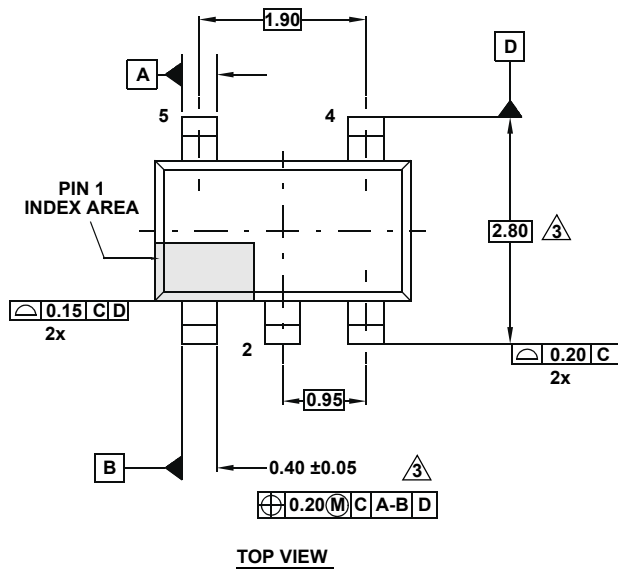 1.90
D
A
5
4
PIN 1
INDEX AREA
2.80
3
0.15 C D
2x
2
0.20 C
2x
0.95
B
0.40 ±0.05
3
0.20 M C A-B D
TOP VIEW